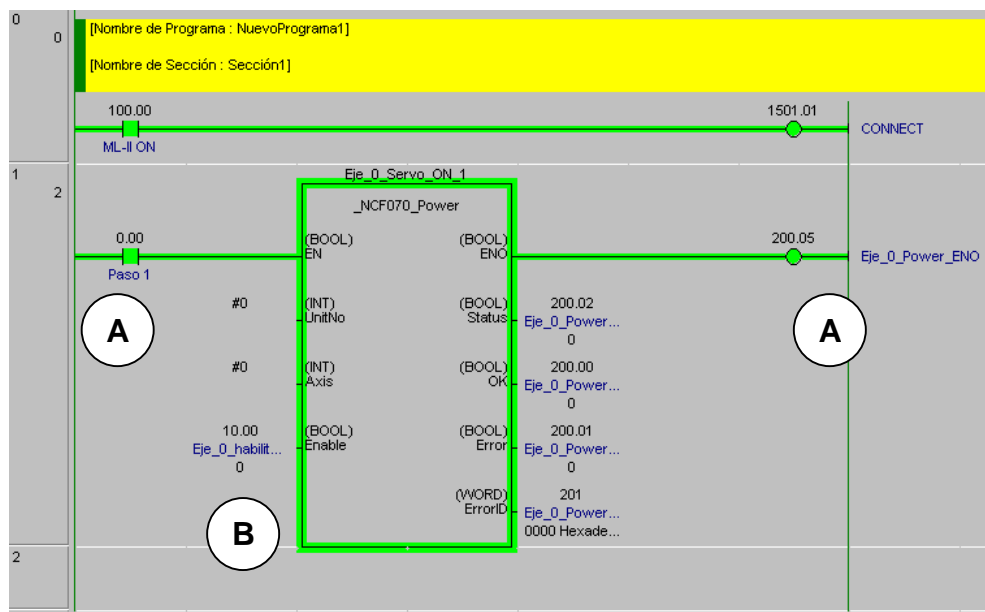 0
0
[Nombre de Programa : NuevoPrograma1]
[Nombre de Sección : Sección1]
100.00
1501.01
CONNECT
ML-II ON
1
2
Eje_0_Servo_ON_1
_NCF070_Power
0.00
(BOOL)
EN
(BOOL)
ENO
200.05
Eje_0_Power_ENO
Paso 1
A
A
#0
(INT)
UnitNo
(BOOL)
Status
200.02
Eje_0_Power...
0
#0
(INT)
Axis
(BOOL)
OK
200.00
Eje_0_Power...
0
10.00
Eje_0_habilit...
0
(BOOL)
Enable
(BOOL)
Error
200.01
Eje_0_Power...
0
B
(WORD)
ErrorID
201
Eje_0_Power...
0000 Hexade...
2